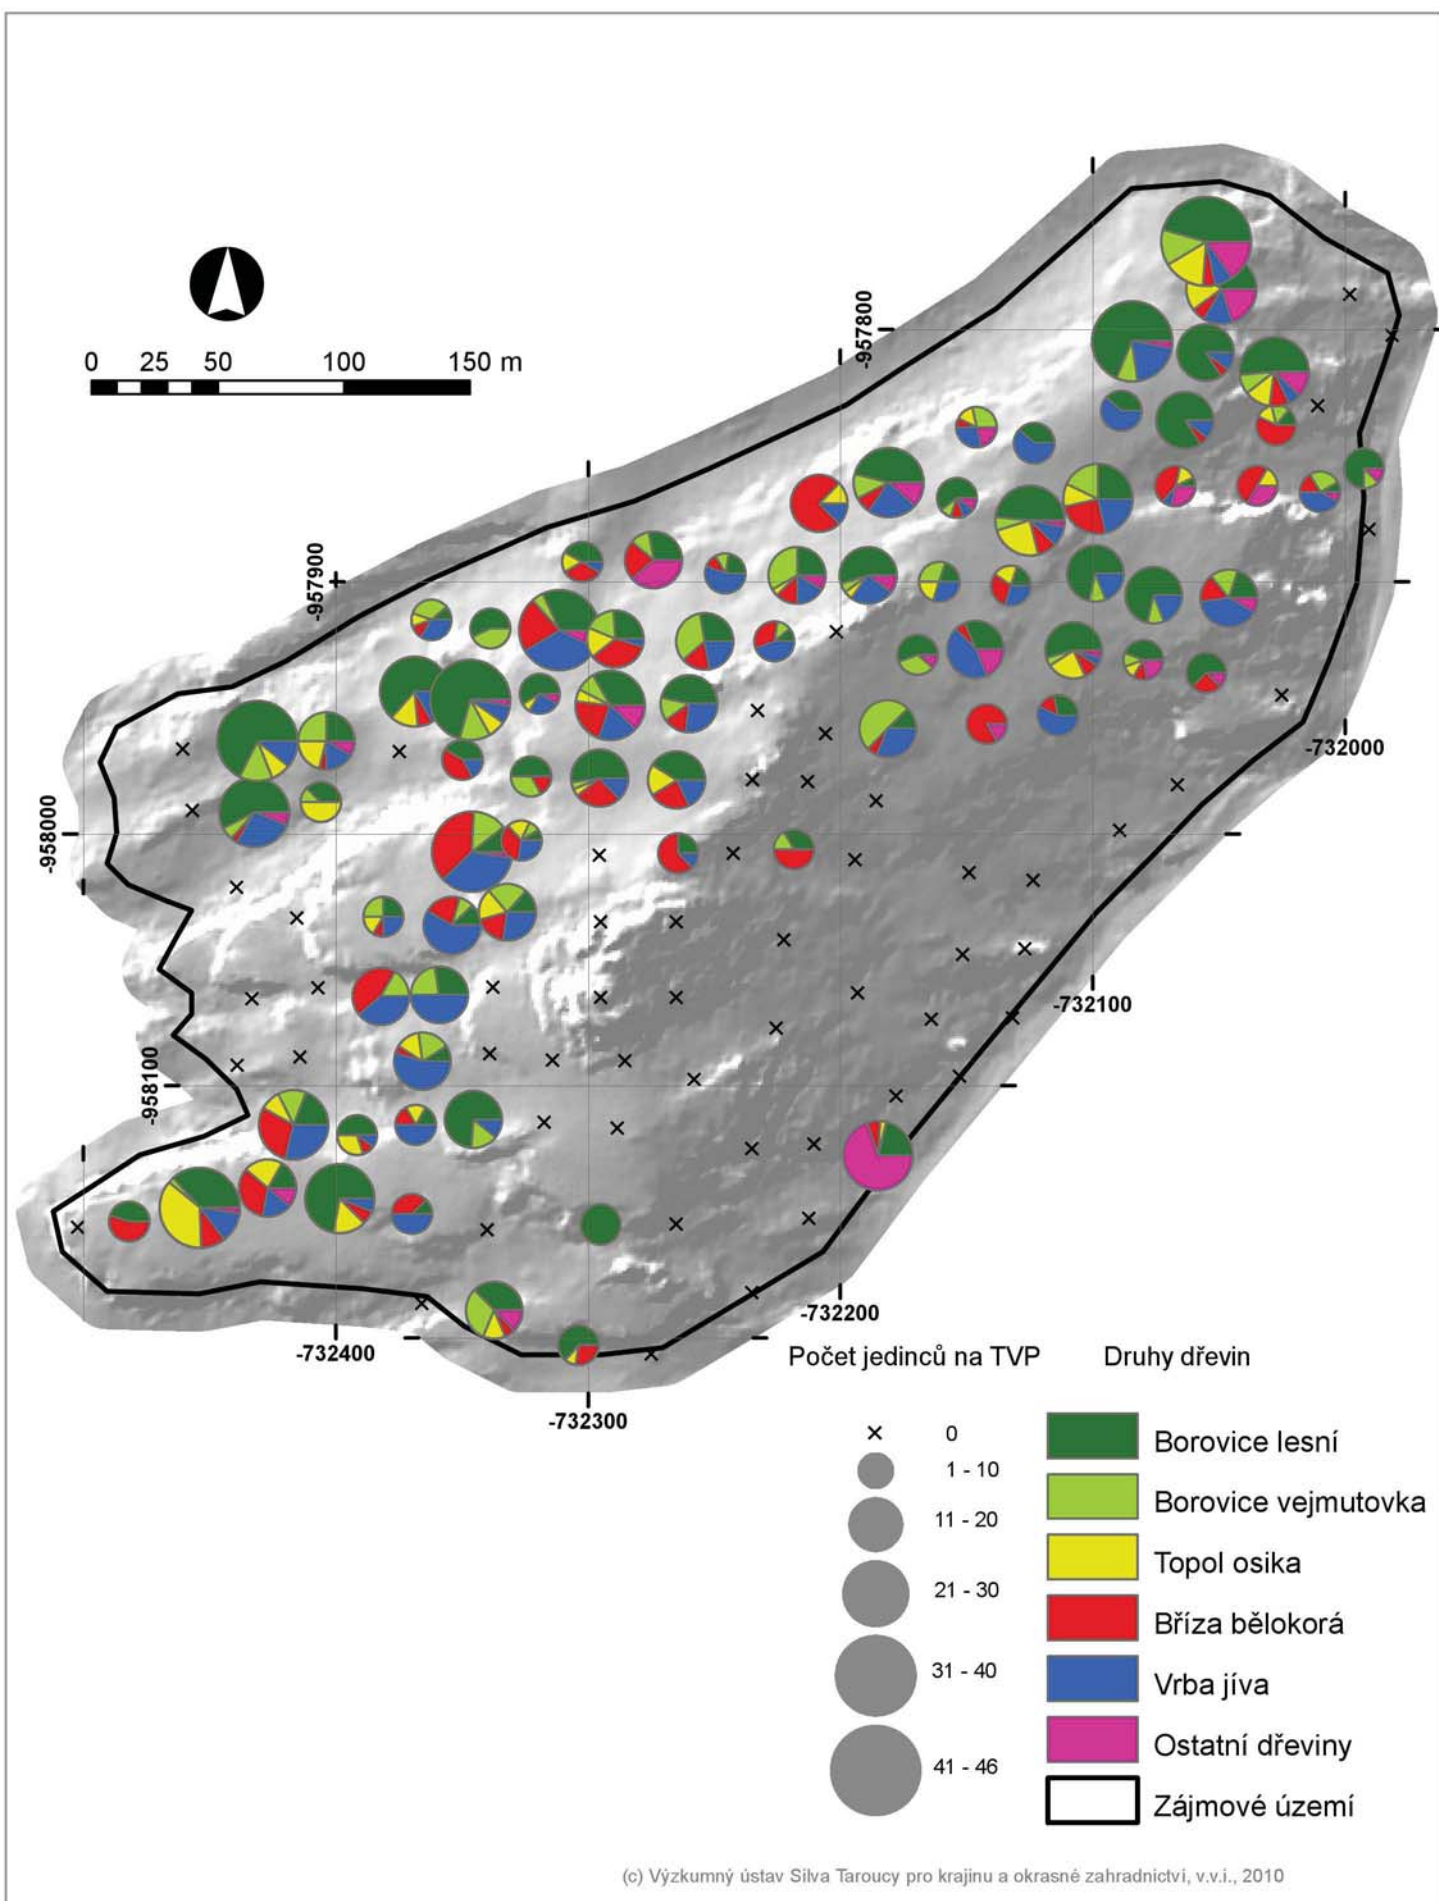 0 25 50 100 150 m
-957800
-957900
-958000
-958100
-732000
-732100
-732200
-732300
-732400
Počet jedinců na TVP
0
1 - 10
11 - 20
21 - 30
31 - 40
41 - 46
Druhy dřevin
Borovice lesní
Borovice vejmutovka
Topol osika
Bříza bělokorá
Vrba jíva
Ostatní dřeviny
Zájmové území
(c) Výzkumný ústav Silva Taroucy pro krajinu a okrasné zahradnictví, v.v.i., 2010